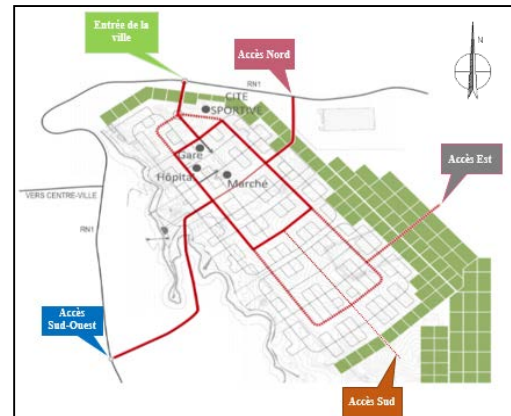 Entrée de la
ville
Accès Nord
N
RN1
CITE
SPORTIVE
Gare
Hôpital
Marché
Accès Est
VERS CENTRE-VILLE
RN1
Accès
Sud-Ouest
Accès Sud